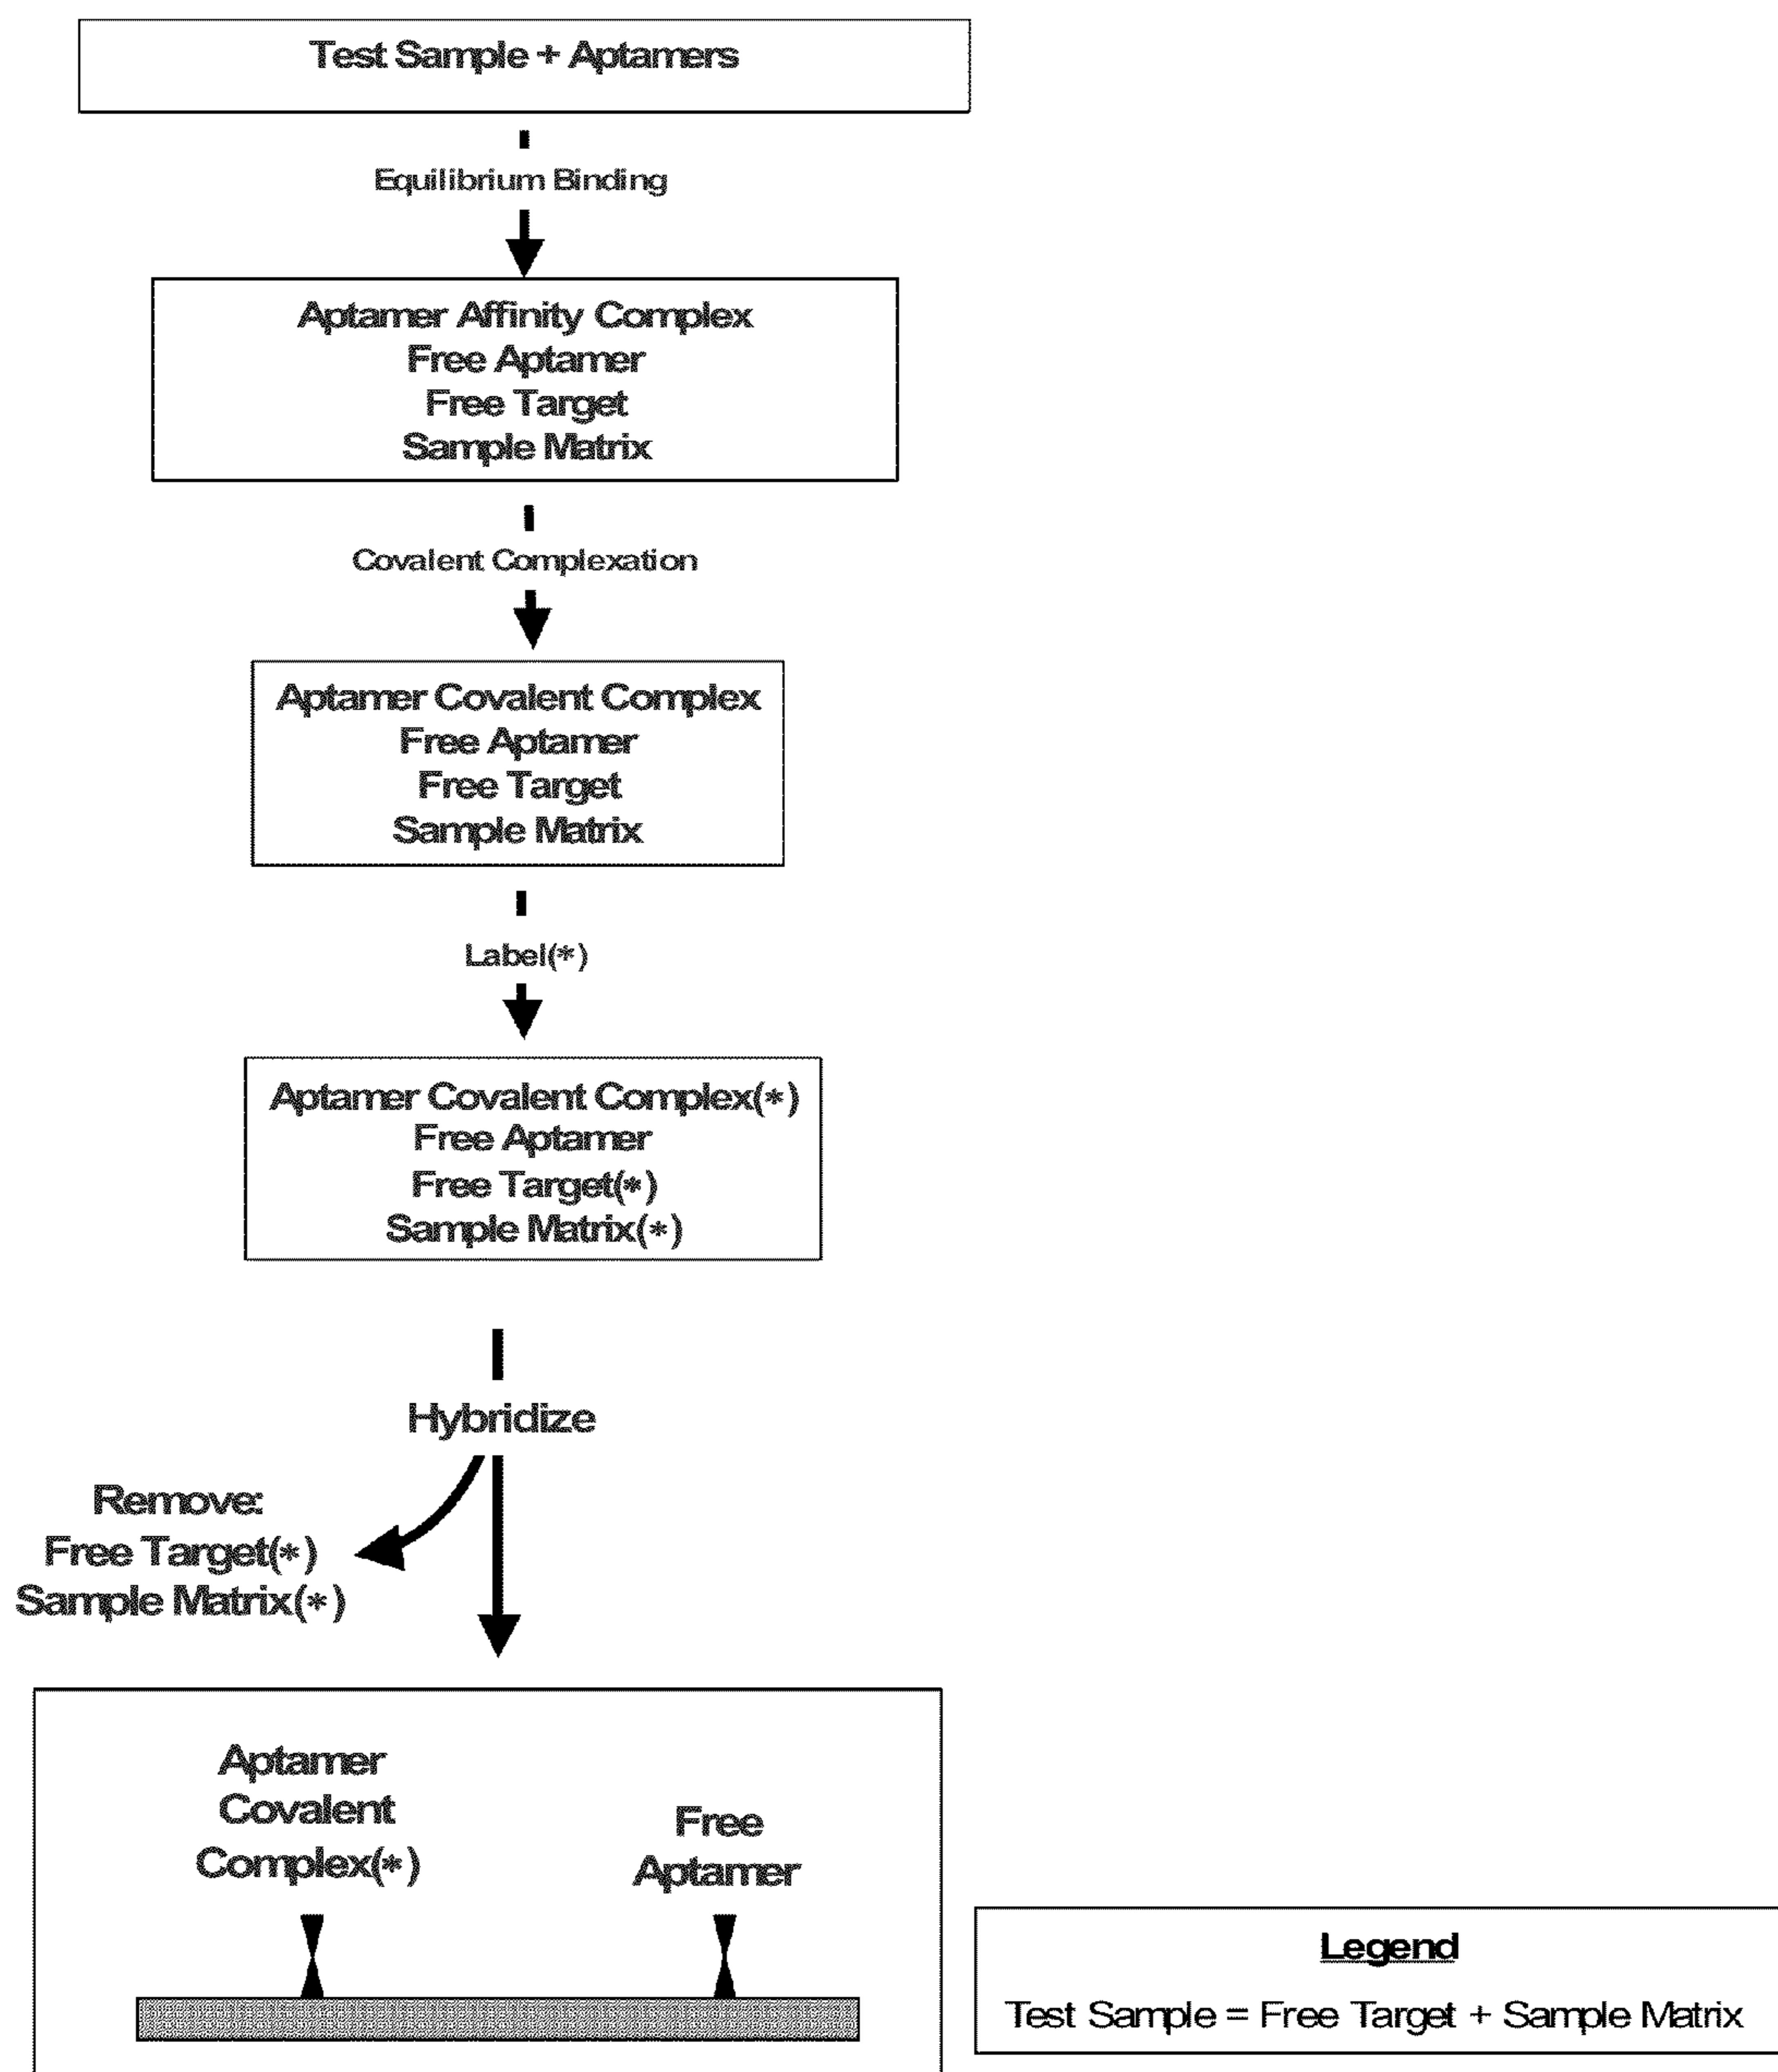 Test Sample + Aptamers
Equilibrium Binding
Aptamer Affinity Complex
Free Aptamer
Free Target
Sample Matrix
Covalent Complexation
Aptamer Covalent Complex
Free Aptamer
Free Target
Sample Matrix
Label(*)
Aptamer Covalent Complex(*)
Free Aptamer
Free Target(*)
Sample Matrix(*)
Hybridize
Remove:
Free Target(*)
Sample Matrix(*)
Aptamer
Covalent
Complex(*)
Free
Aptamer
Legend
Test Sample = Free Target + Sample Matrix